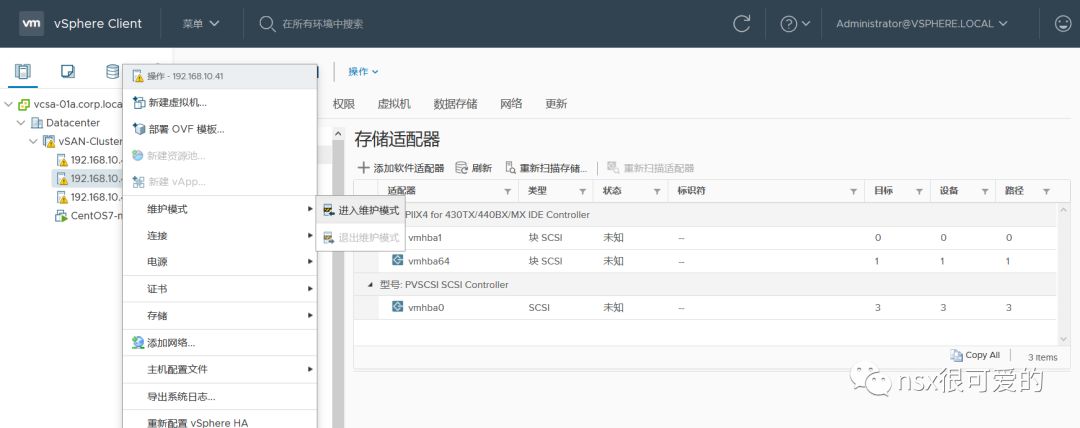 vm vSphere Client 菜单 在所有环境中搜索 Administrator@VSPHERE.LOCAL
操作 - 192.168.10.41
操作
vcsa-01a.corp.loca
Datacenter
vSAN-Cluster
192.168.10.4
192.168.10.4
192.168.10.4
CentOS7-m
新建虚拟机...
部署 OVF 模板...
新建资源池...
新建 vApp...
维护模式
连接
电源
证书
存储
添加网络...
主机配置文件
导出系统日志...
重新配置 vSphere HA
进入维护模式
退出维护模式
权限 虚拟机 数据存储 网络 更新
存储适配器
添加软件适配器 刷新 重新扫描存储... 重新扫描适配器
适配器 类型 状态 标识符 目标 设备 路径
PIIX4 for 430TX/440BX/MX IDE Controller
vmhba1 块 SCSI 未知 -- 0 0 0
vmhba64 块 SCSI 未知 -- 1 1 1
型号: PVSCSI SCSI Controller
vmhba0 SCSI 未知 -- 3 3 3
Copy All 3 items
nsx很可爱的